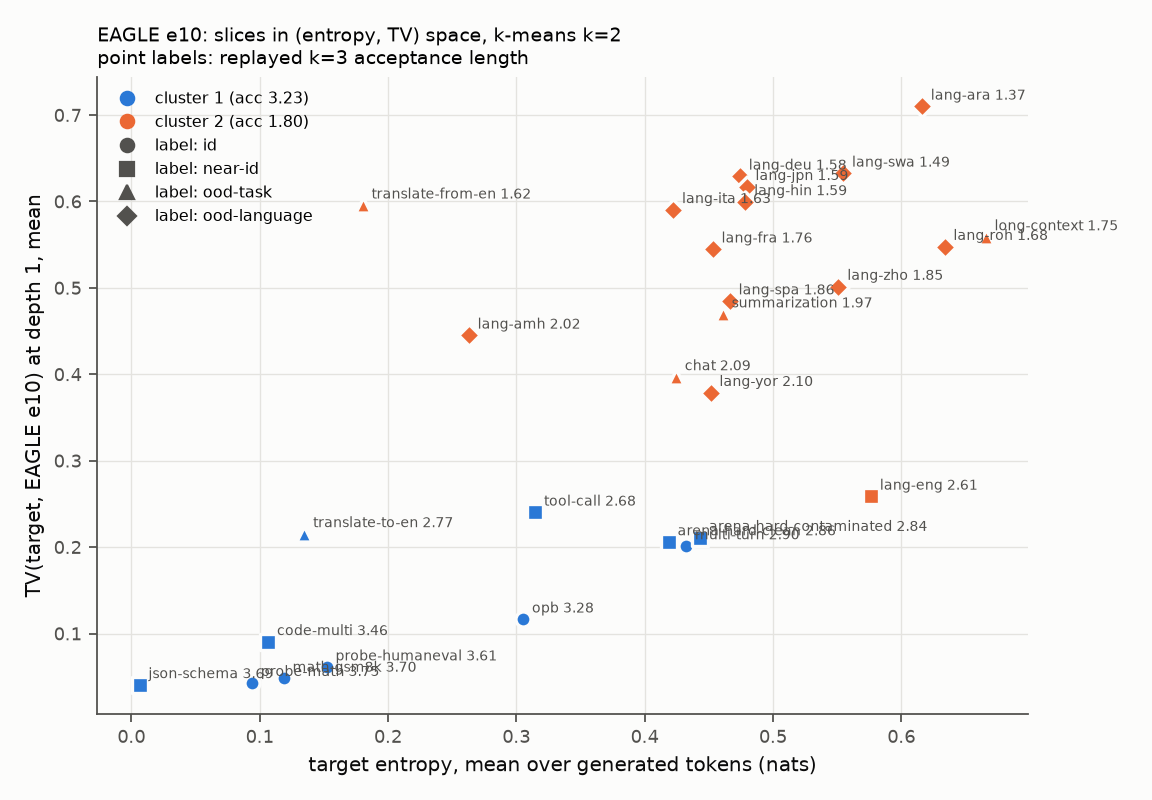 EAGLE e10: slices in (entropy, TV) space, k-means k=2
point labels: replayed k=3 acceptance length
cluster 1 (acc 3.23)
cluster 2 (acc 1.80)
label: id
label: near-id
label: ood-task
label: ood-language
lang-ara 1.37
lang-deu 1.58
lang-swa 1.49
lang-jpn 1.59
lang-hin 1.59
translate-from-en 1.62
lang-ita 1.63
long-context 1.75
lang-roh 1.68
lang-fra 1.76
lang-zho 1.85
lang-spa 1.86
summarization 1.97
lang-amh 2.02
chat 2.09
lang-yor 2.10
lang-eng 2.61
tool-call 2.68
translate-to-en 2.77
arena-hard-contaminated 2.84
arena-hard-clean 2.86
multi-turn 2.90
opb 3.28
code-multi 3.46
probe-humaneval 3.61
math-gsm8k 3.70
json-schema 3.69
probe-math 3.75
0.7
0.6
0.5
0.4
0.3
0.2
0.1
0.0
0.1
0.2
0.3
0.4
0.5
0.6
TV(target, EAGLE e10) at depth 1, mean
target entropy, mean over generated tokens (nats)